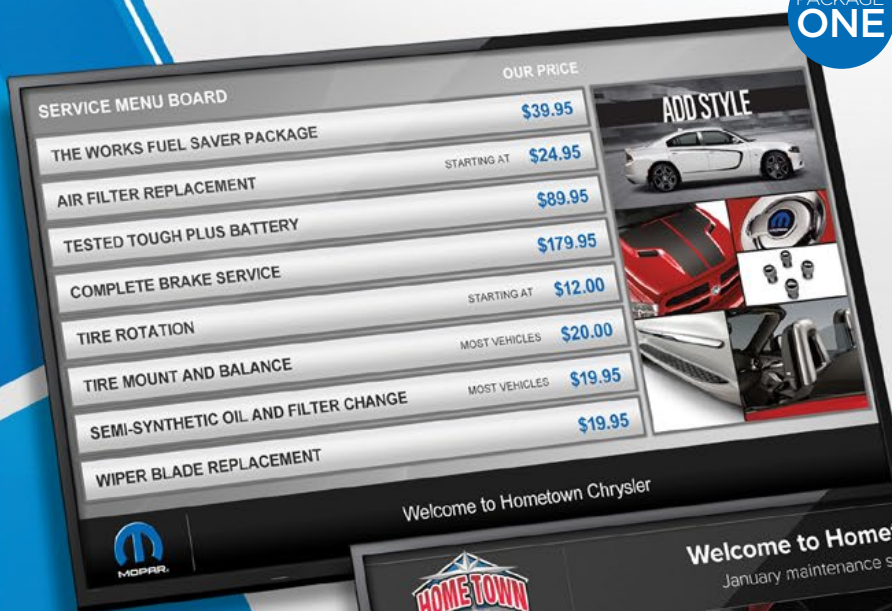 PACKAGE
ONE
SERVICE MENU BOARD OUR PRICE
THE WORKS FUEL SAVER PACKAGE $39.95
AIR FILTER REPLACEMENT STARTING AT $24.95
TESTED TOUGH PLUS BATTERY $89.95
COMPLETE BRAKE SERVICE $179.95
TIRE ROTATION STARTING AT $12.00
TIRE MOUNT AND BALANCE MOST VEHICLES $20.00
SEMI-SYNTHETIC OIL AND FILTER CHANGE MOST VEHICLES $19.95
WIPER BLADE REPLACEMENT $19.95
ADD STYLE
Welcome to Hometown Chrysler
MOPAR
HOMETOWN
Welcome to Home
January maintenance s